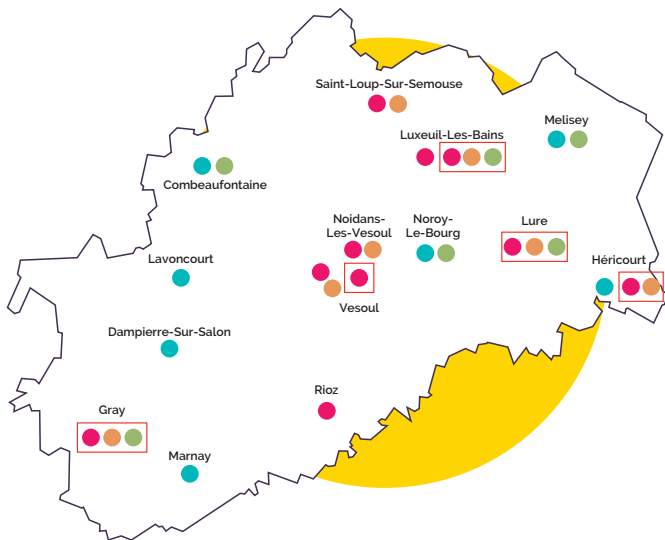 Saint-Loup-Sur-Semouse
Melisey
Luxeuil-Les-Bains
Combeaufontaine
Noidans-
Les-Vesoul
Noroy-
Le-Bourg
Lure
Lavoncourt
Héricourt
Vesoul
Dampierre-Sur-Salon
Rioz
Gray
Marnay